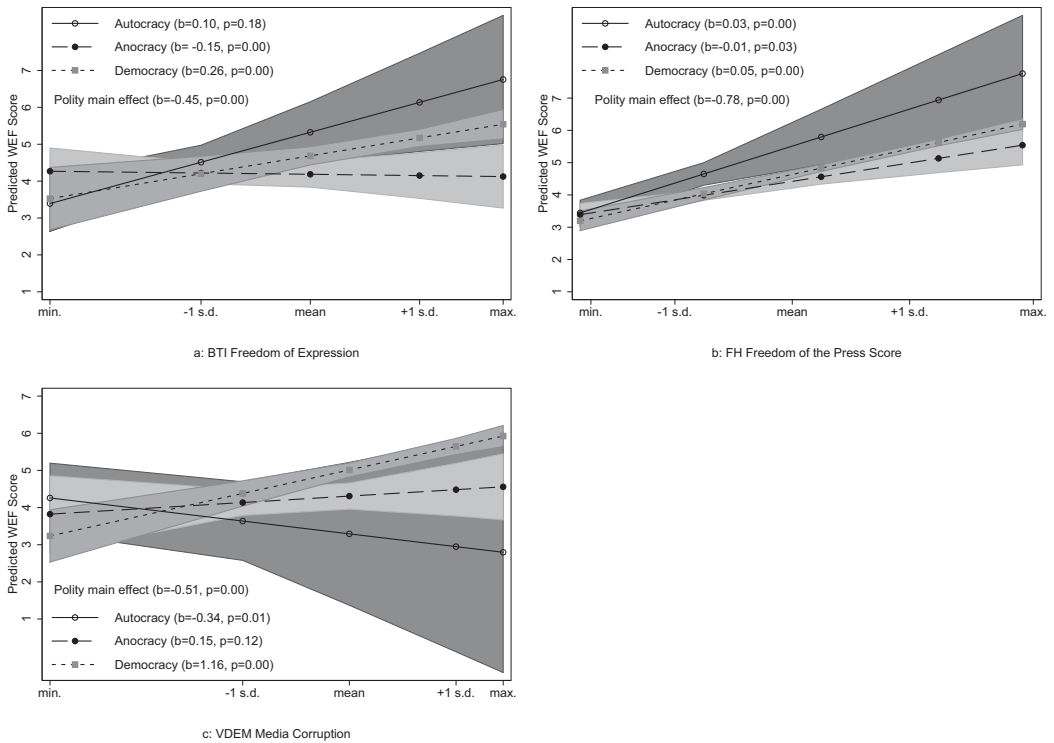 Autocracy (b=0.10, p=0.18)
Anocracy (b= -0.15, p=0.00)
Democracy (b=0.26, p=0.00)
Polity main effect (b=-0.45, p=0.00)
Predicted WEF Score
7
6
5
4
3
2
1
min.
-1 s.d.
mean
+1 s.d.
max.
a: BTI Freedom of Expression
Autocracy (b=0.03, p=0.00)
Anocracy (b=-0.01, p=0.03)
Democracy (b=0.05, p=0.00)
Polity main effect (b=-0.78, p=0.00)
Predicted WEF Score
7
6
5
4
3
2
1
min.
-1 s.d.
mean
+1 s.d.
max.
b: FH Freedom of the Press Score
Predicted WEF Score
7
6
5
4
3
2
1
Polity main effect (b=-0.51, p=0.00)
Autocracy (b=-0.34, p=0.01)
Anocracy (b=0.15, p=0.12)
Democracy (b=1.16, p=0.00)
min.
-1 s.d.
mean
+1 s.d.
max.
c: VDEM Media Corruption